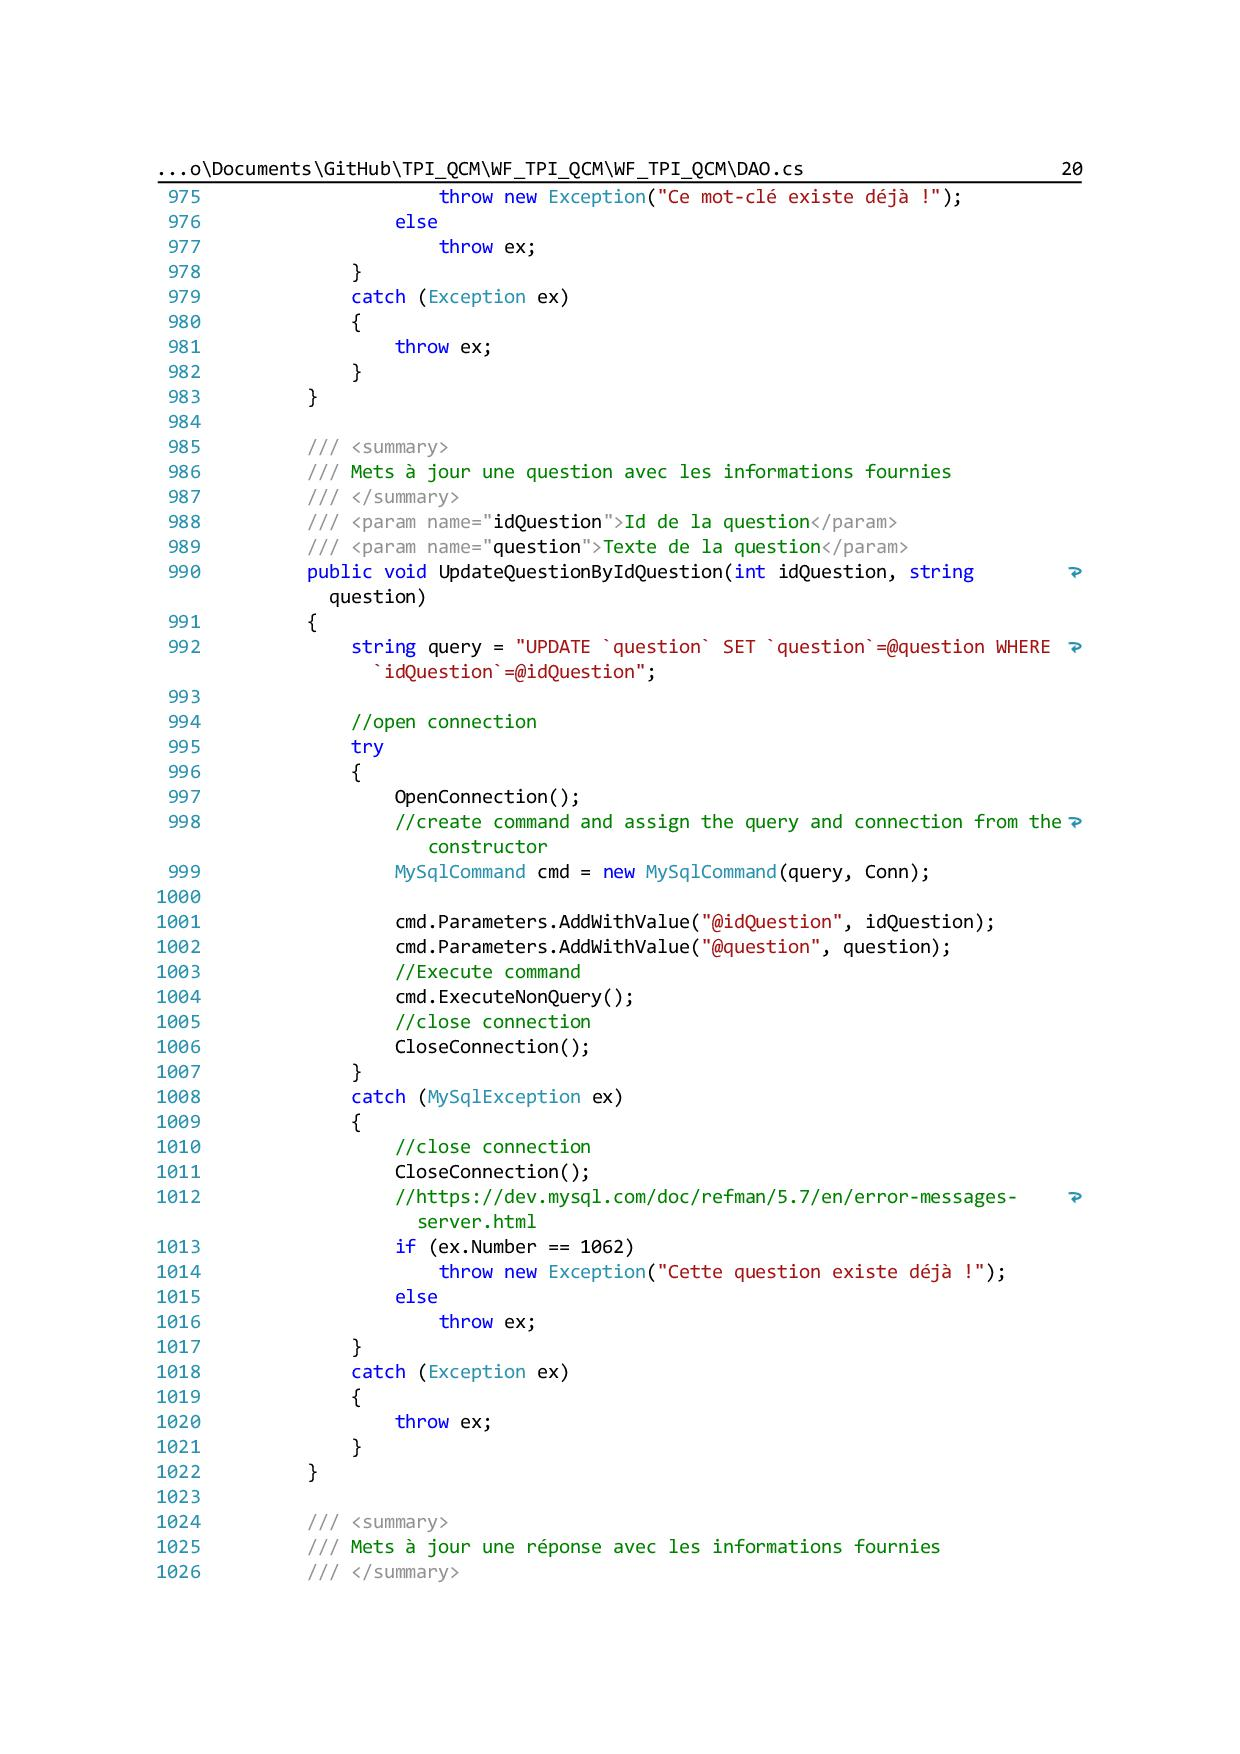 ...o\Documents\GitHub\TPI_QCM\WF_TPI_QCM\WF_TPI_QCM\DAO.cs 20
975 throw new Exception("Ce mot-clé existe déjà !");
976 else
977 throw ex;
978 }
979 catch (Exception ex)
980 {
981 throw ex;
982 }
983 }
984
985 /// <summary>
986 /// Mets à jour une question avec les informations fournies
987 /// </summary>
988 /// <param name="idQuestion">Id de la question</param>
989 /// <param name="question">Texte de la question</param>
990 public void UpdateQuestionByIdQuestion(int idQuestion, string
question)
991 {
992 string query = "UPDATE `question` SET `question`=@question WHERE
`idQuestion`=@idQuestion";
993
994 //open connection
995 try
996 {
997 OpenConnection();
998 //create command and assign the query and connection from the
constructor
999 MySqlCommand cmd = new MySqlCommand(query, Conn);
1000
1001 cmd.Parameters.AddWithValue("@idQuestion", idQuestion);
1002 cmd.Parameters.AddWithValue("@question", question);
1003 //Execute command
1004 cmd.ExecuteNonQuery();
1005 //close connection
1006 CloseConnection();
1007 }
1008 catch (MySqlException ex)
1009 {
1010 //close connection
1011 CloseConnection();
1012 //https://dev.mysql.com/doc/refman/5.7/en/error-messages-
server.html
1013 if (ex.Number == 1062)
1014 throw new Exception("Cette question existe déjà !");
1015 else
1016 throw ex;
1017 }
1018 catch (Exception ex)
1019 {
1020 throw ex;
1021 }
1022 }
1023
1024 /// <summary>
1025 /// Mets à jour une réponse avec les informations fournies
1026 /// </summary>